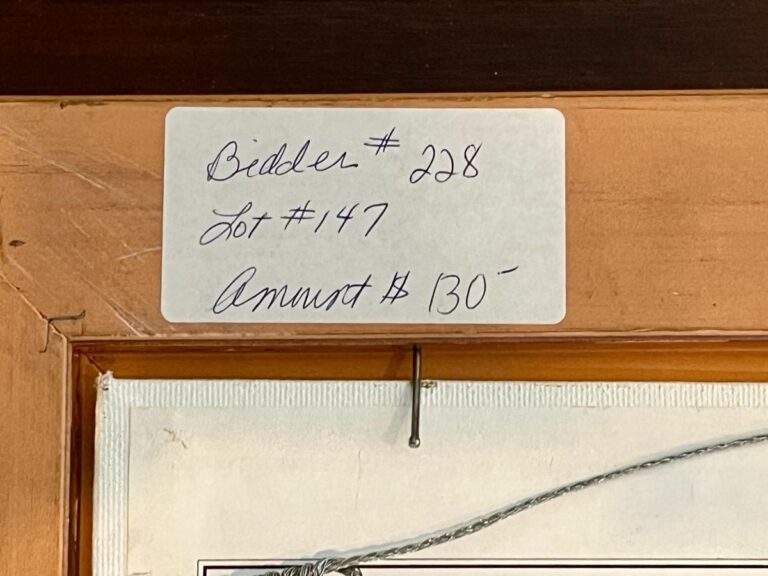 Bidder # 228
Lot #147
Amount $ 130-